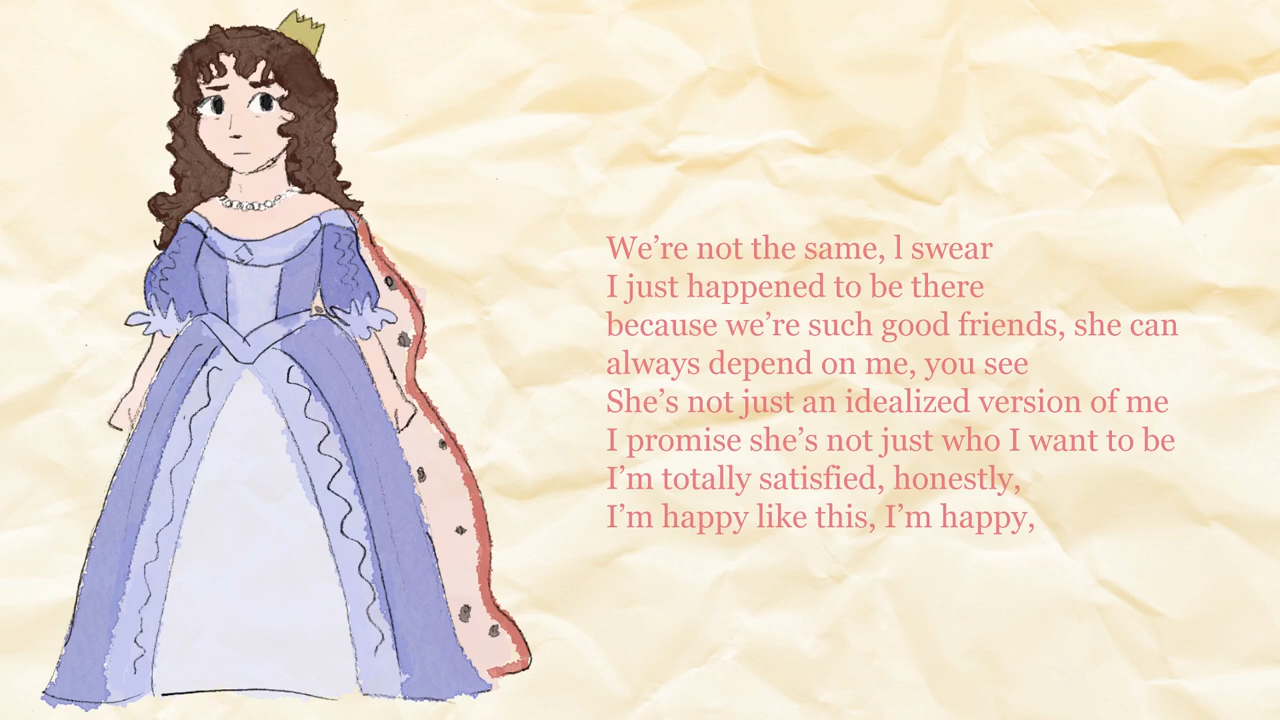 We’re not the same, l swear
I just happened to be there
because we’re such good friends, she can
always depend on me, you see
She’s not just an idealized version of me
I promise she’s not just who I want to be
I’m totally satisfied, honestly,
I’m happy like this, I’m happy,